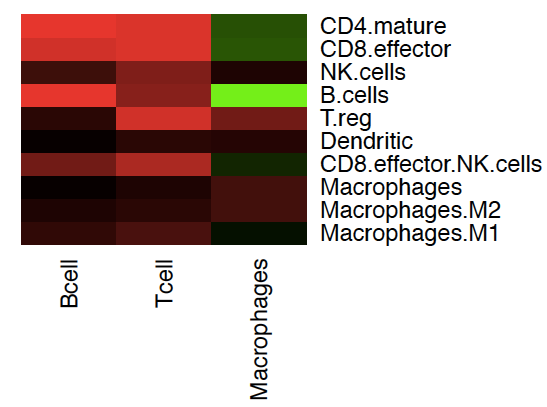 CD4.mature
CD8.effector
NK.cells
B.cells
T.reg
Dendritic
CD8.effector.NK.cells
Macrophages
Macrophages.M2
Macrophages.M1
Bcell
Tcell
Macrophages